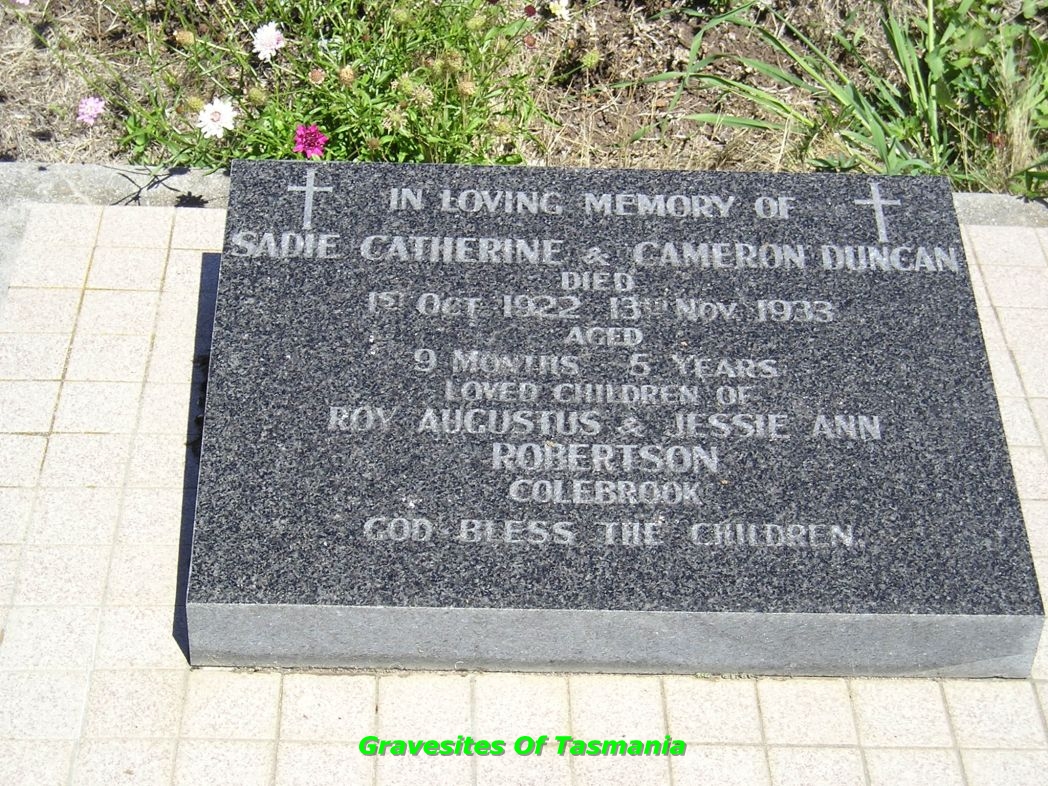 IN LOVING MEMORY OF
SADIE CATHERINE & CAMERON DUNCAN
DIED
1ST OCT 1922 13TH NOV. 1933
AGED
9 MONTHS 5 YEARS.
LOVED CHILDREN OF
ROY AUGUSTUS & JESSIE ANN
ROBERTSON
COLEBROOK
GOD BLESS THE CHILDREN.
Gravesites Of Tasmania